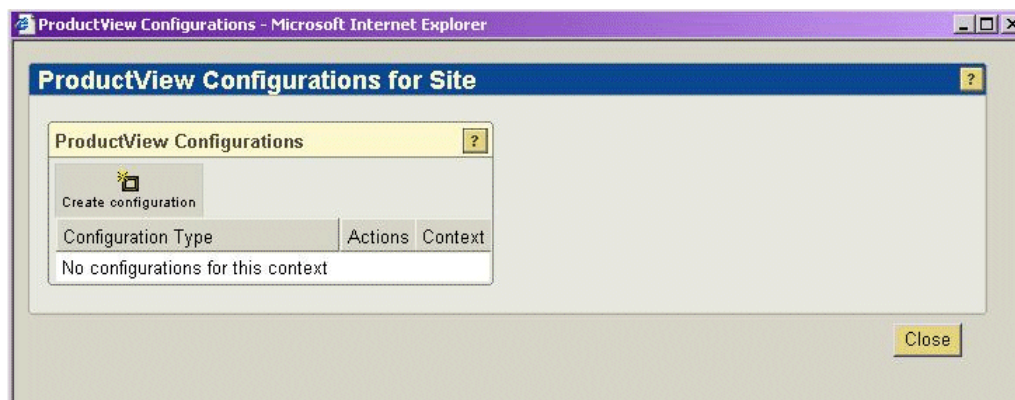 ProductView Configurations - Microsoft Internet Explorer
ProductView Configurations for Site
?
ProductView Configurations
?
Create configuration
Configuration Type Actions Context
No configurations for this context
Close